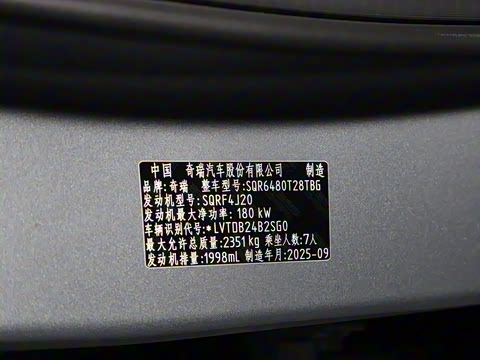 中国 奇瑞汽车股份有限公司 制造
品牌:奇瑞 整车型号:SQR6480T28TBG
发动机型号:SQRF4J20
发动机最大净功率:180 kW
车辆识别代号:*LVTDB24B2SG0
最大允许总质量:2351kg 乘坐人数:7人
发动机排量:1998mL 制造年月:2025-09